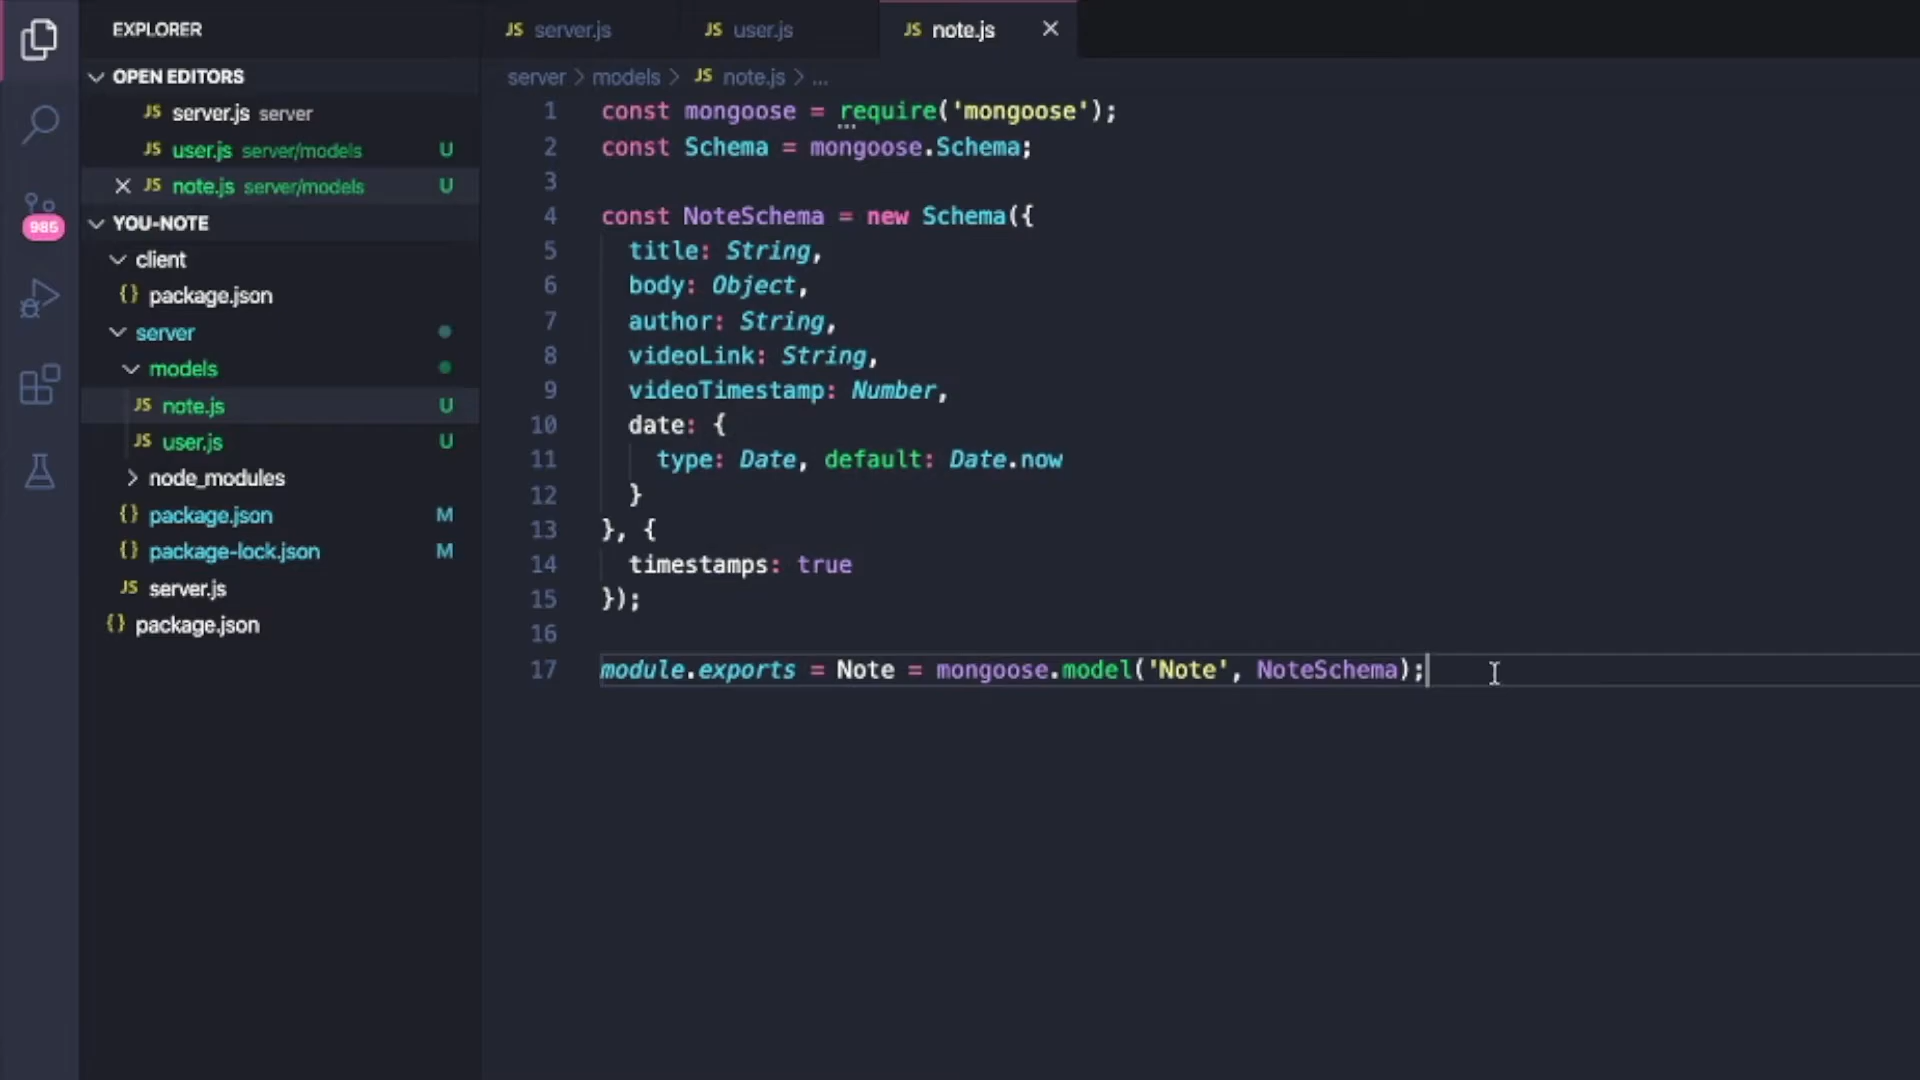 EXPLORER
OPEN EDITORS
JS server.js server
JS user.js server/models U
JS note.js server/models U
985
YOU-NOTE
client
{} package.json
server
models
JS note.js U
JS user.js U
node_modules
{} package.json M
{} package-lock.json M
JS server.js
{} package.json
JS server.js JS user.js JS note.js
server > models > JS note.js > ...
1 const mongoose = require('mongoose');
2 const Schema = mongoose.Schema;
3
4 const NoteSchema = new Schema({
5 title: String,
6 body: Object,
7 author: String,
8 videoLink: String,
9 videoTimestamp: Number,
10 date: {
11 type: Date, default: Date.now
12 }
13 }, {
14 timestamps: true
15 });
16
17 module.exports = Note = mongoose.model('Note', NoteSchema);